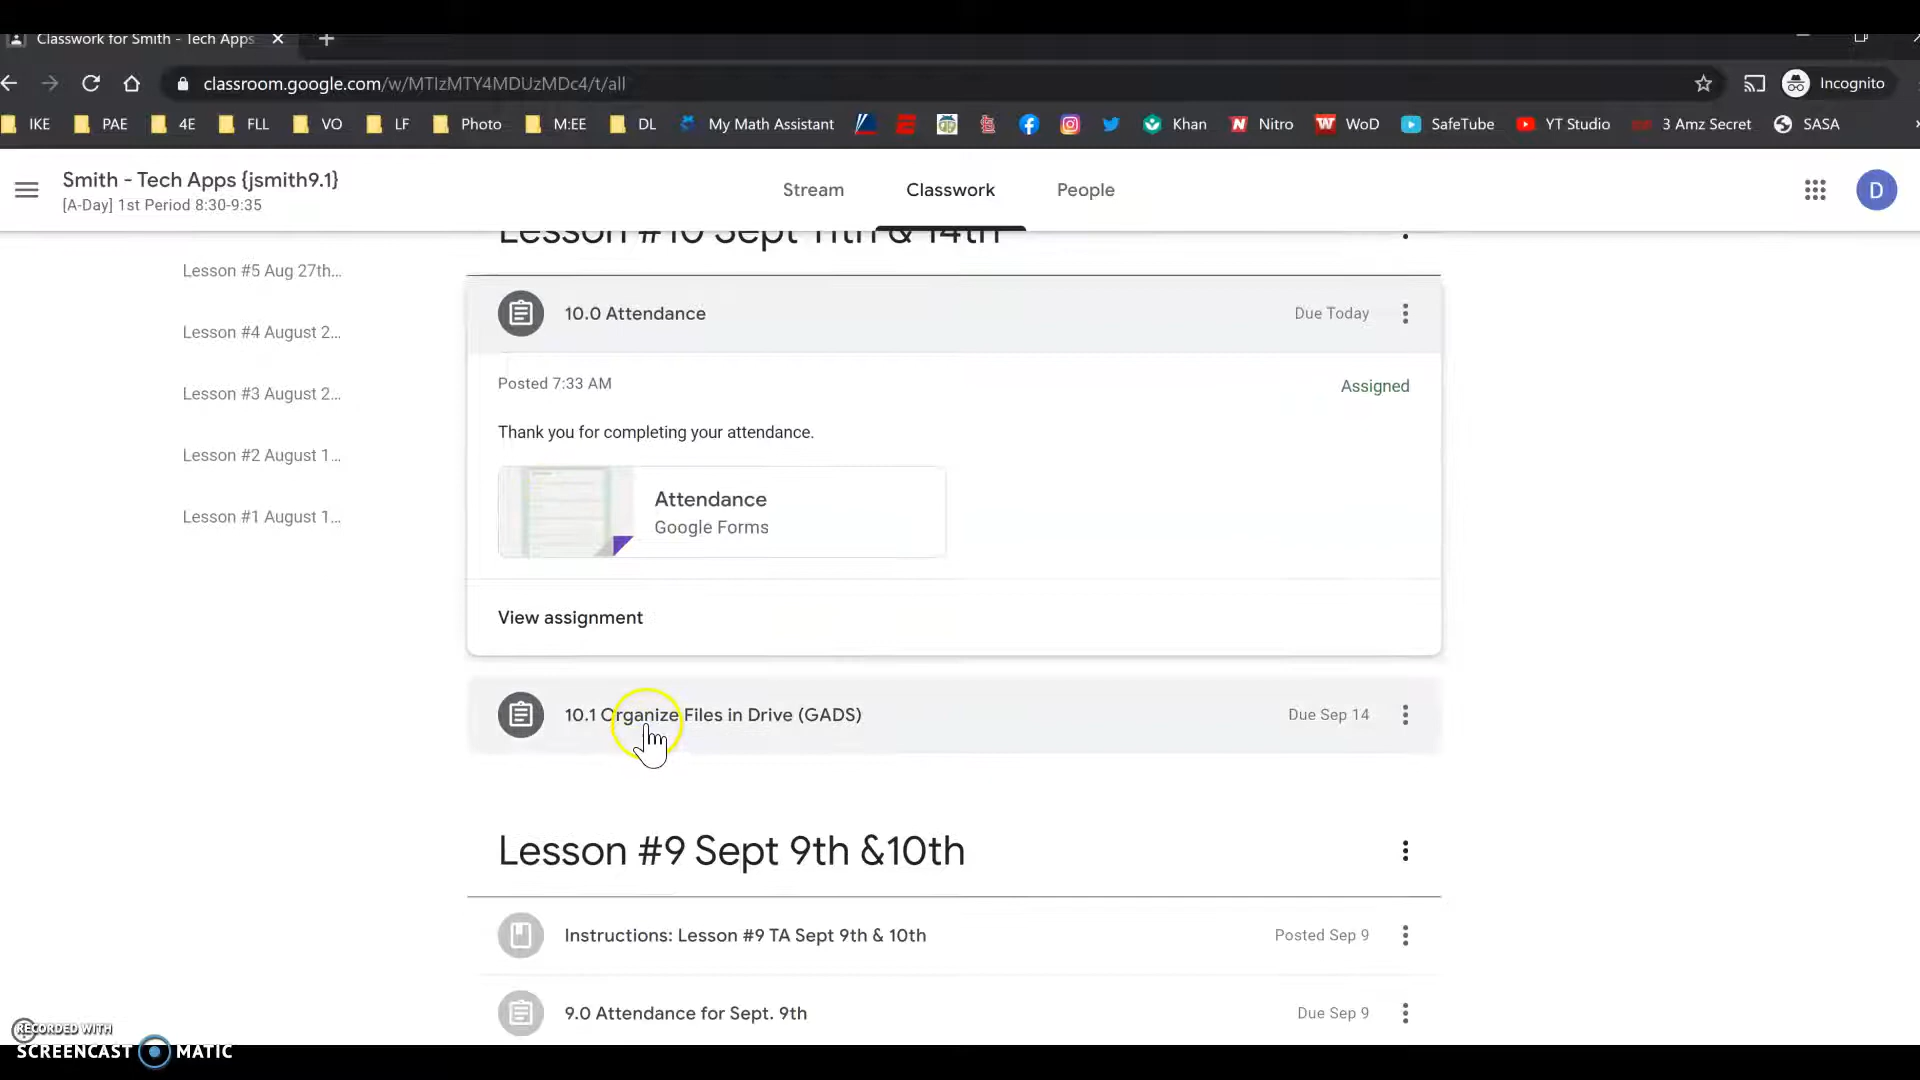 Classwork for Smith - Tech Apps
classroom.google.com/w/MTIzMTY4MDUzMDc4/t/all
Incognito
IKE PAE 4E FLL VO LF Photo M:EE DL My Math Assistant Khan Nitro WoD SafeTube YT Studio 3 Amz Secret SASA
Smith - Tech Apps {jsmith9.1}
[A-Day] 1st Period 8:30-9:35
Stream Classwork People
D
Lesson #5 Aug 27th...
Lesson #4 August 2...
Lesson #3 August 2...
Lesson #2 August 1...
Lesson #1 August 1...
Lesson #10 Sept 11th & 14th
10.0 Attendance Due Today
Posted 7:33 AM Assigned
Thank you for completing your attendance.
Attendance
Google Forms
View assignment
10.1 Organize Files in Drive (GADS) Due Sep 14
Lesson #9 Sept 9th &10th
Instructions: Lesson #9 TA Sept 9th & 10th Posted Sep 9
9.0 Attendance for Sept. 9th Due Sep 9
RECORDED WITH
SCREENCAST MATIC